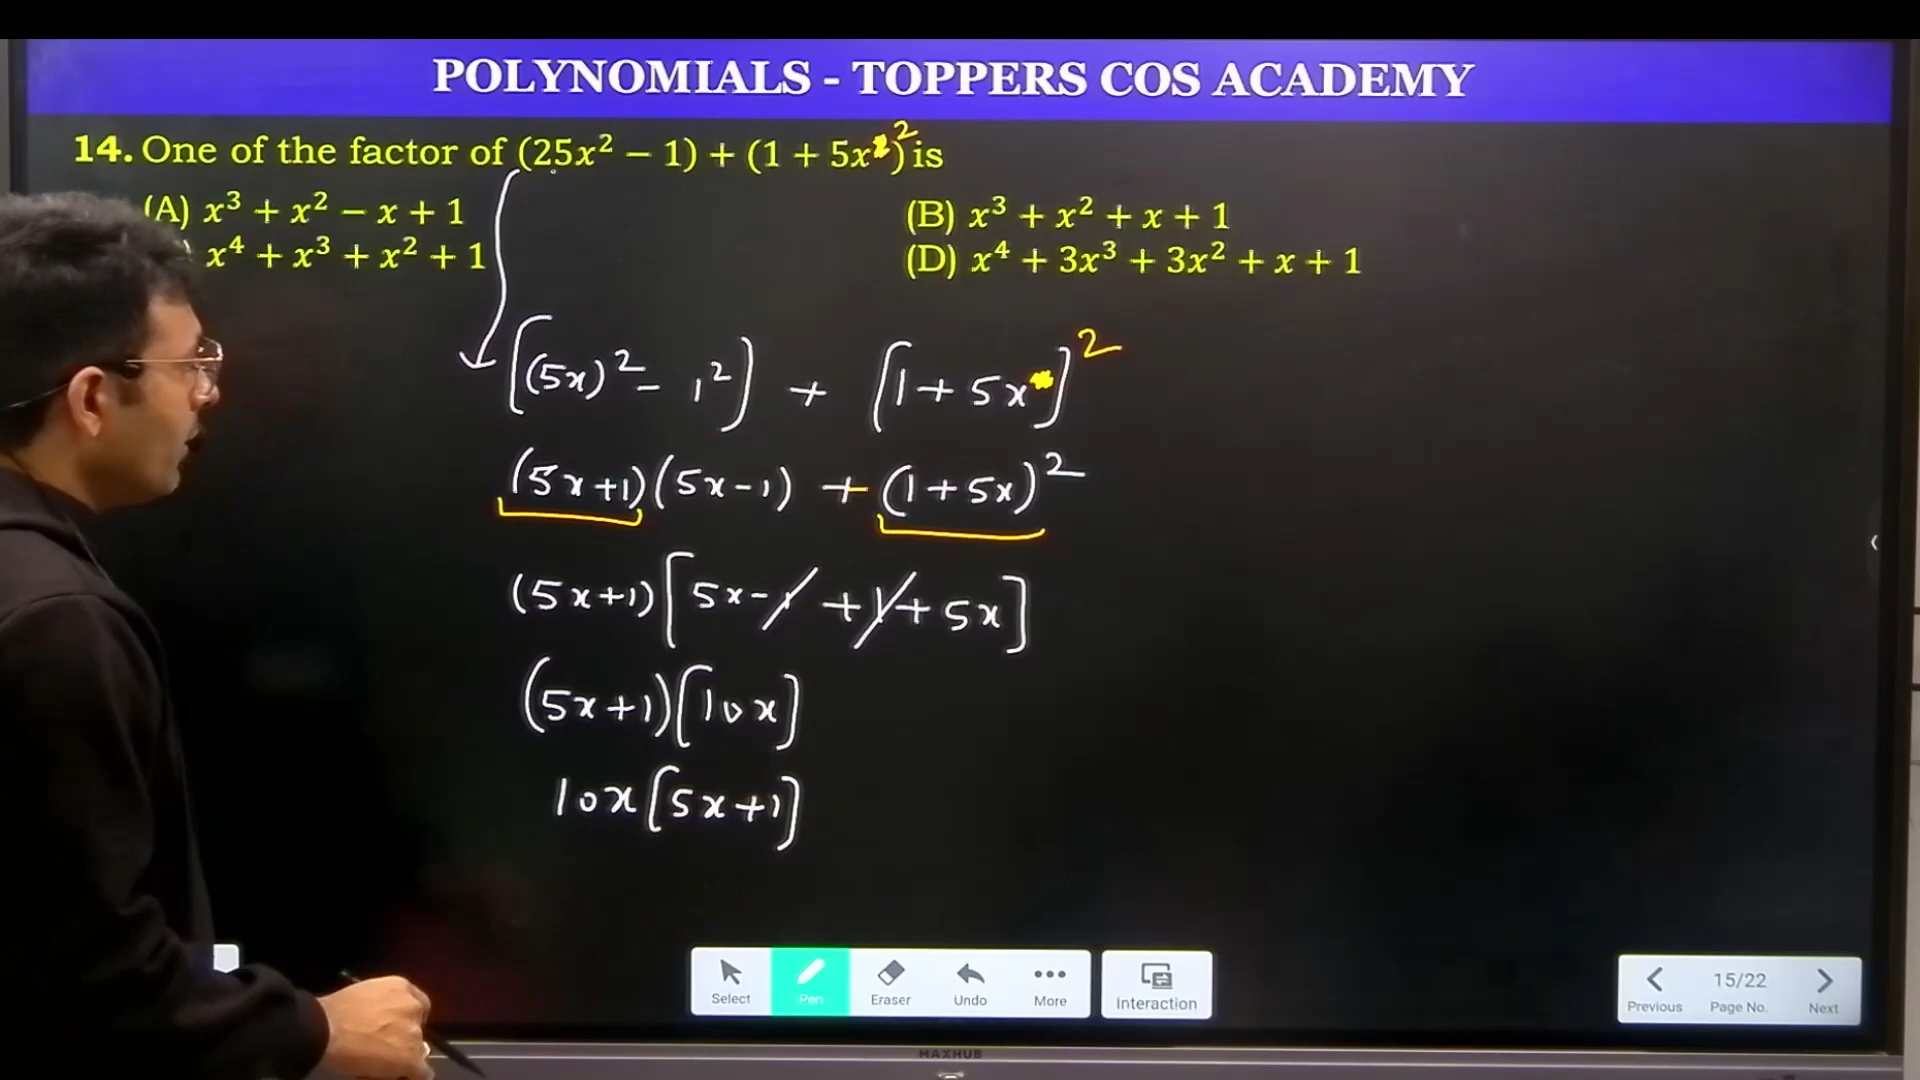 POLYNOMIALS - TOPPERS COS ACADEMY
14. One of the factor of (25x² – 1) + (1 + 5x)² is
(A) x³ + x² – x + 1
(B) x³ + x² + x + 1
) x⁴ + x³ + x² + 1
(D) x⁴ + 3x³ + 3x² + x + 1
[(5x)² - 1²] + [1 + 5x]²
(5x+1)(5x-1) + (1+5x)²
(5x+1)[5x-1 + 1 + 5x]
(5x+1)[10x]
10x[5x+1]
Select
Pen
Eraser
Undo
More
Interaction
Previous
15/22
Page No.
Next
MAXHUB